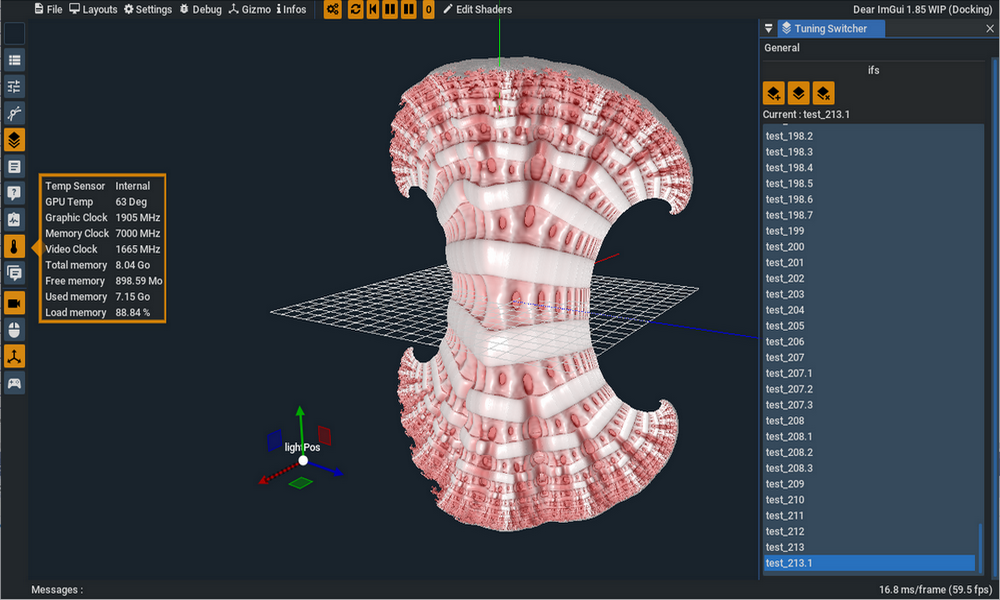 File Layouts Settings Debug Gizmo Infos 0 Edit Shaders Dear ImGui 1.85 WIP (Docking)
Tuning Switcher
General
ifs
Current : test_213.1
test_198.2
test_198.3
test_198.4
test_198.5
test_198.6
test_198.7
test_199
test_200
test_201
test_202
test_203
test_204
test_205
test_206
test_207
test_207.1
test_207.2
test_207.3
test_208
test_208.1
test_208.2
test_208.3
test_209
test_210
test_211
test_212
test_213
test_213.1
Temp Sensor Internal
GPU Temp 63 Deg
Graphic Clock 1905 MHz
Memory Clock 7000 MHz
Video Clock 1665 MHz
Total memory 8.04 Go
Free memory 898.59 Mo
Used memory 7.15 Go
Load memory 88.84 %
lightPos
Messages : 16.8 ms/frame (59.5 fps)